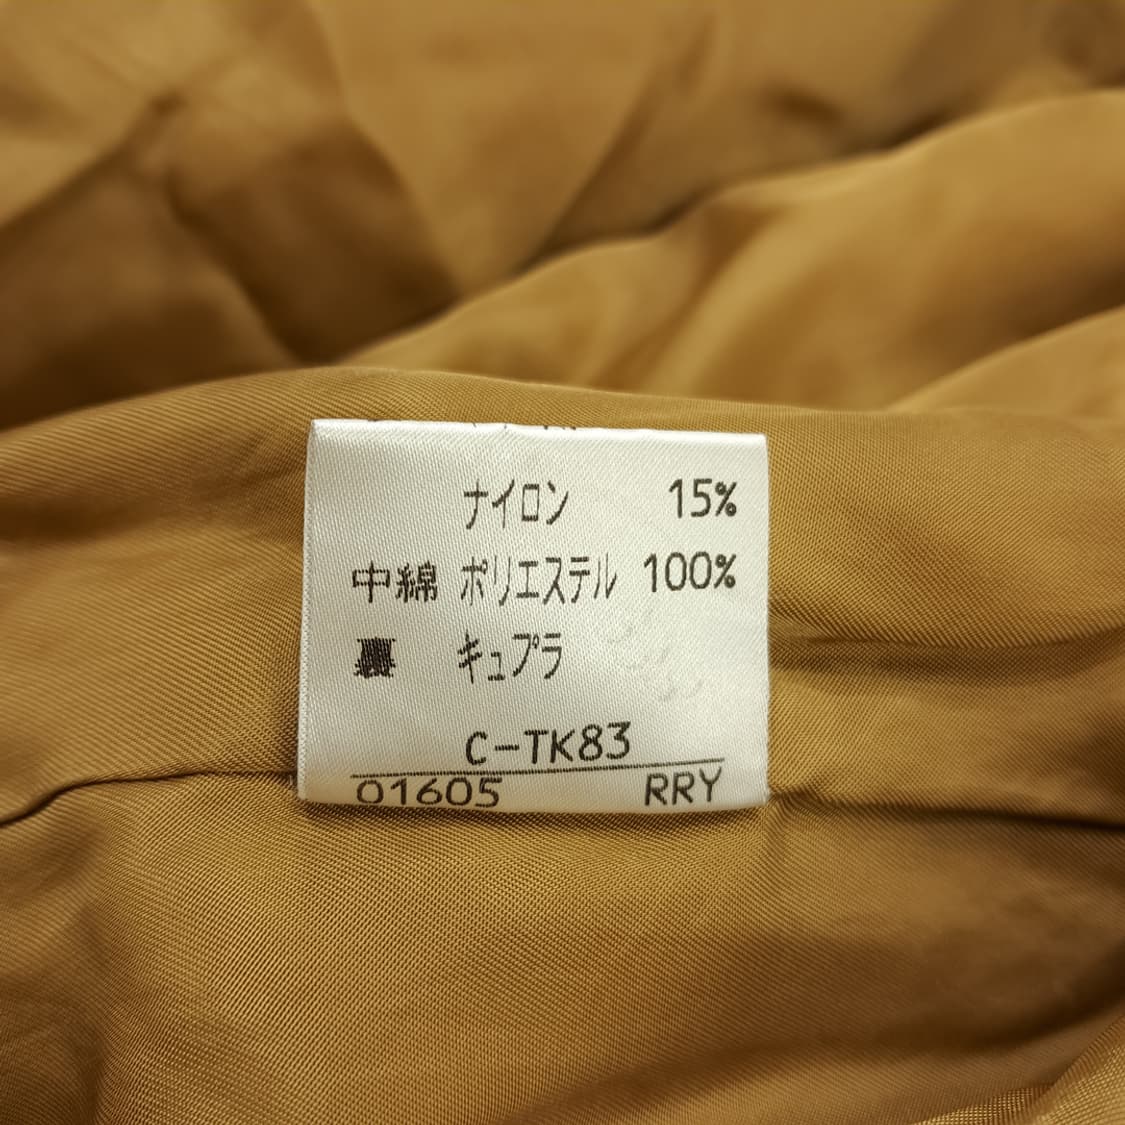 ナイロン 15%
中綿 ポリエステル 100%
裏 キュプラ
C-TK83
01605 RRY